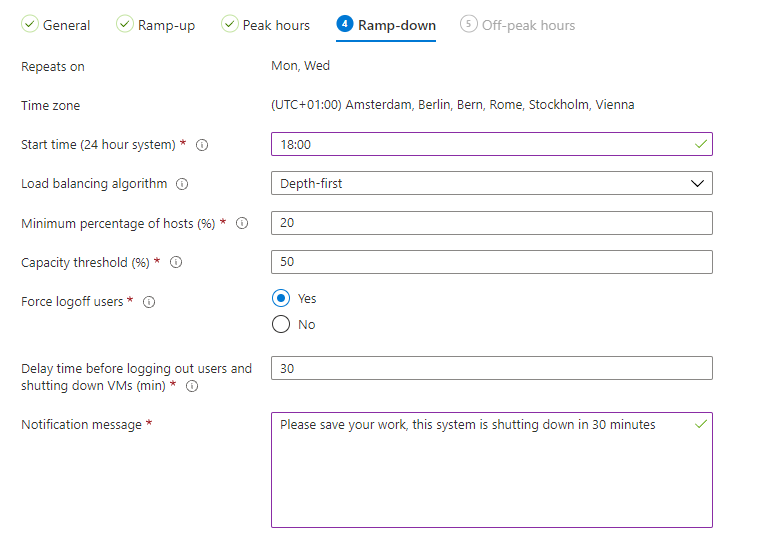 General Ramp-up Peak hours 4 Ramp-down 5 Off-peak hours
Repeats on Mon, Wed
Time zone (UTC+01:00) Amsterdam, Berlin, Bern, Rome, Stockholm, Vienna
Start time (24 hour system) * 18:00
Load balancing algorithm Depth-first
Minimum percentage of hosts (%) * 20
Capacity threshold (%) * 50
Force logoff users * Yes
No
Delay time before logging out users and
shutting down VMs (min) * 30
Notification message * Please save your work, this system is shutting down in 30 minutes